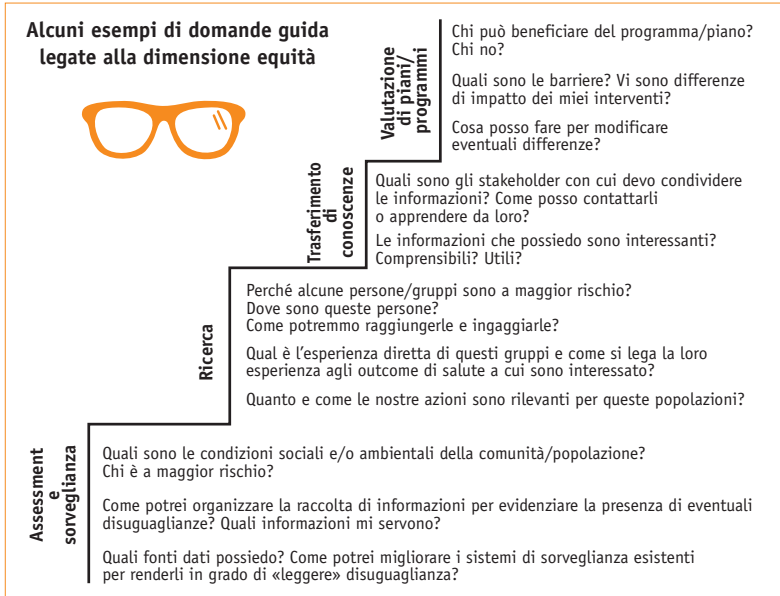 Alcuni esempi di domande guida
legate alla dimensione equità
Valutazione
di piani/
programmi
Chi può beneficiare del programma/piano?
Chi no?
Quali sono le barriere? Vi sono differenze
di impatto dei miei interventi?
Cosa posso fare per modificare
eventuali differenze?
Trasferimento
di
conoscenze
Quali sono gli stakeholder con cui devo condividere
le informazioni? Come posso contattarli
o apprendere da loro?
Le informazioni che possiedo sono interessanti?
Comprensibili? Utili?
Ricerca
Perché alcune persone/gruppi sono a maggior rischio?
Dove sono queste persone?
Come potremmo raggiungerle e ingaggiarle?
Qual è l'esperienza diretta di questi gruppi e come si lega la loro
esperienza agli outcome di salute a cui sono interessato?
Quanto e come le nostre azioni sono rilevanti per queste popolazioni?
Assessment
e
sorveglianza
Quali sono le condizioni sociali e/o ambientali della comunità/popolazione?
Chi è a maggior rischio?
Come potrei organizzare la raccolta di informazioni per evidenziare la presenza di eventuali
disuguaglianze? Quali informazioni mi servono?
Quali fonti dati possiedo? Come potrei migliorare i sistemi di sorveglianza esistenti
per renderli in grado di «leggere» disuguaglianza?